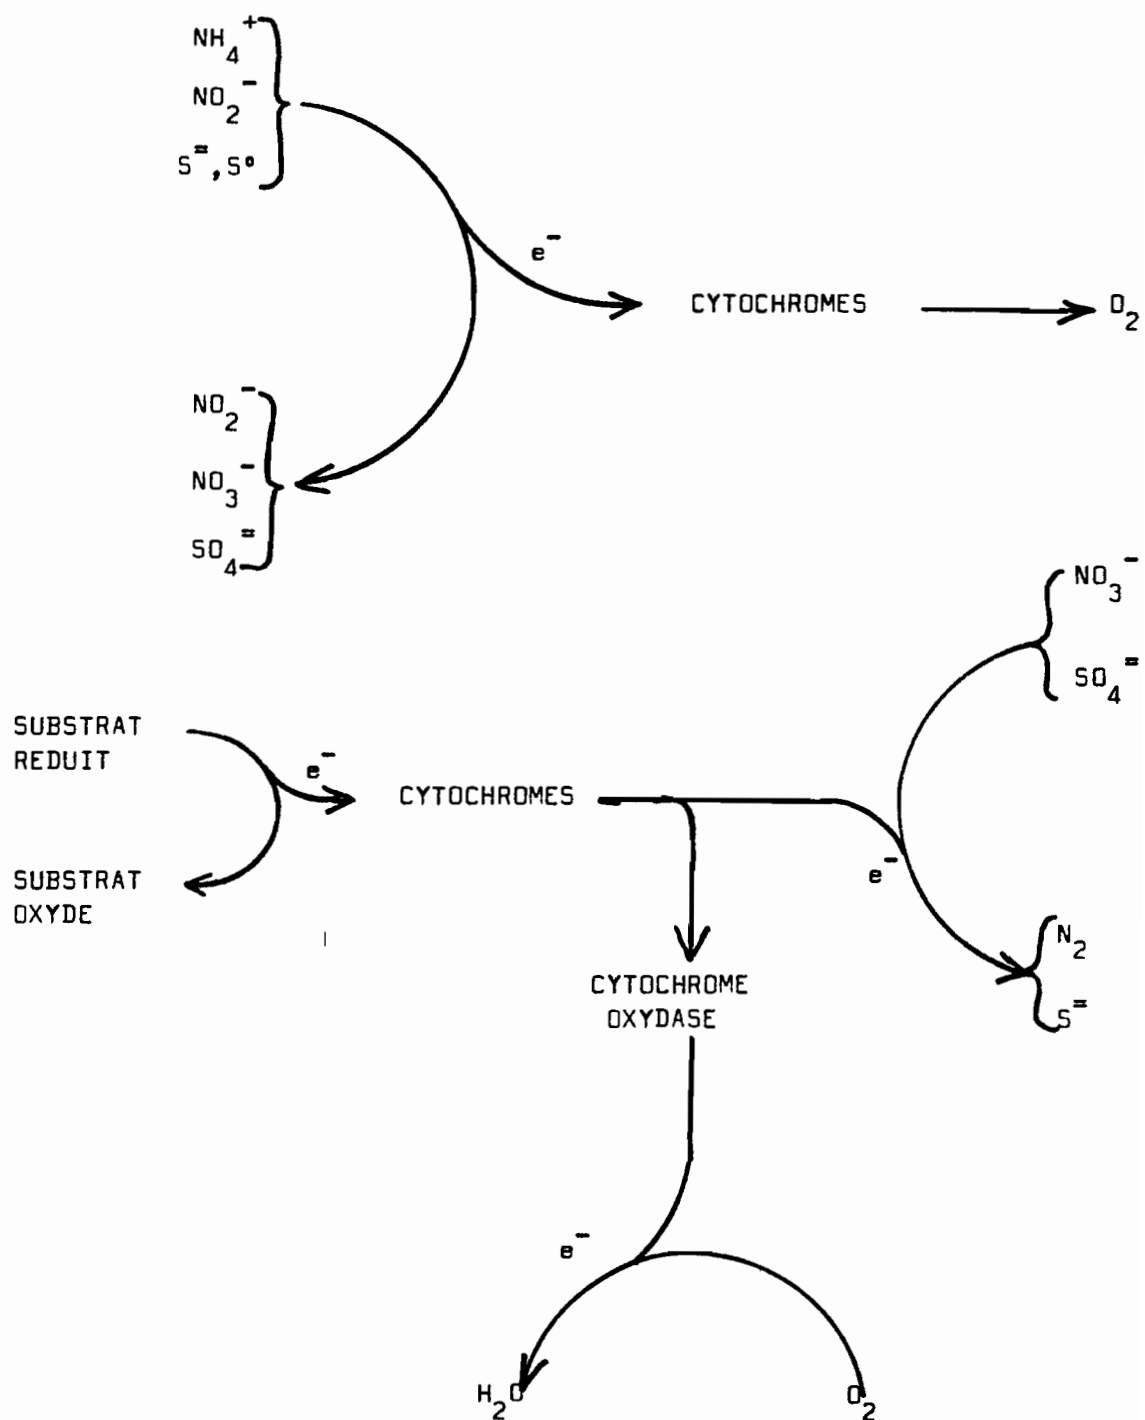 NH4+
NO2-
S=, S°
e-
CYTOCHROMES
O2
NO2-
NO3-
SO4=
NO3-
SO4=
SUBSTRAT
REDUIT
e-
CYTOCHROMES
e-
SUBSTRAT
OXYDE
N2
S=
CYTOCHROME
OXYDASE
e-
H2O
O2